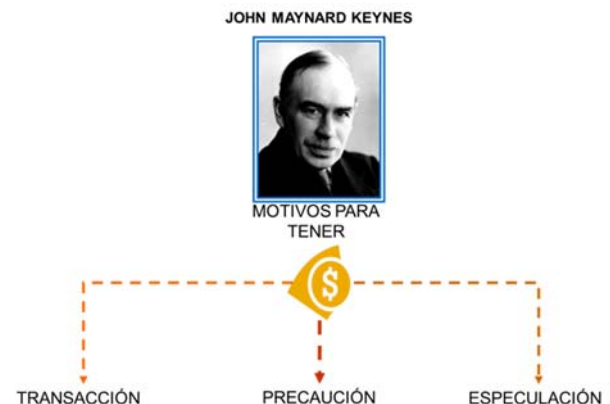 JOHN MAYNARD KEYNES
MOTIVOS PARA
TENER
$
TRANSACCIÓN
PRECAUCIÓN
ESPECULACIÓN